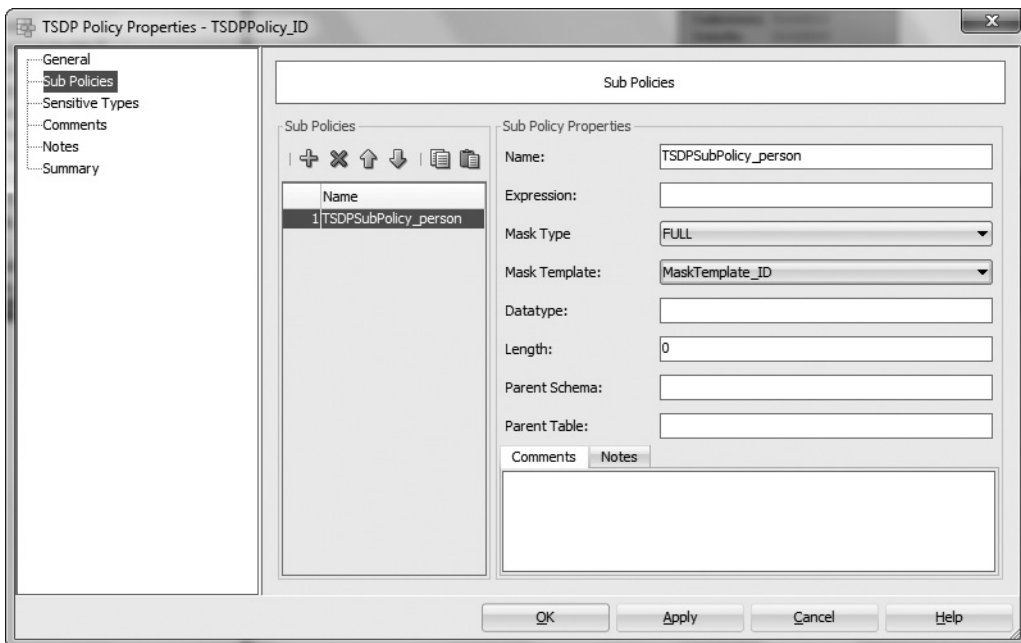 TSDP Policy Properties - TSDPPolicy_ID
X
General
Sub Policies
Sensitive Types
Comments
Notes
Summary
Sub Policies
Sub Policies
Name
1 TSDPSubPolicy_person
Sub Policy Properties
Name: TSDPSubPolicy_person
Expression:
Mask Type FULL
Mask Template: MaskTemplate_ID
Datatype:
Length: 0
Parent Schema:
Parent Table:
Comments Notes
OK Apply Cancel Help